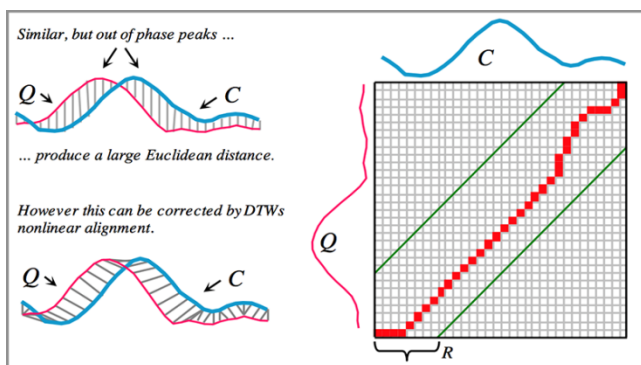 Similar, but out of phase peaks ...
Q
C
... produce a large Euclidean distance.
However this can be corrected by DTWs
nonlinear alignment.
Q
C
C
Q
R